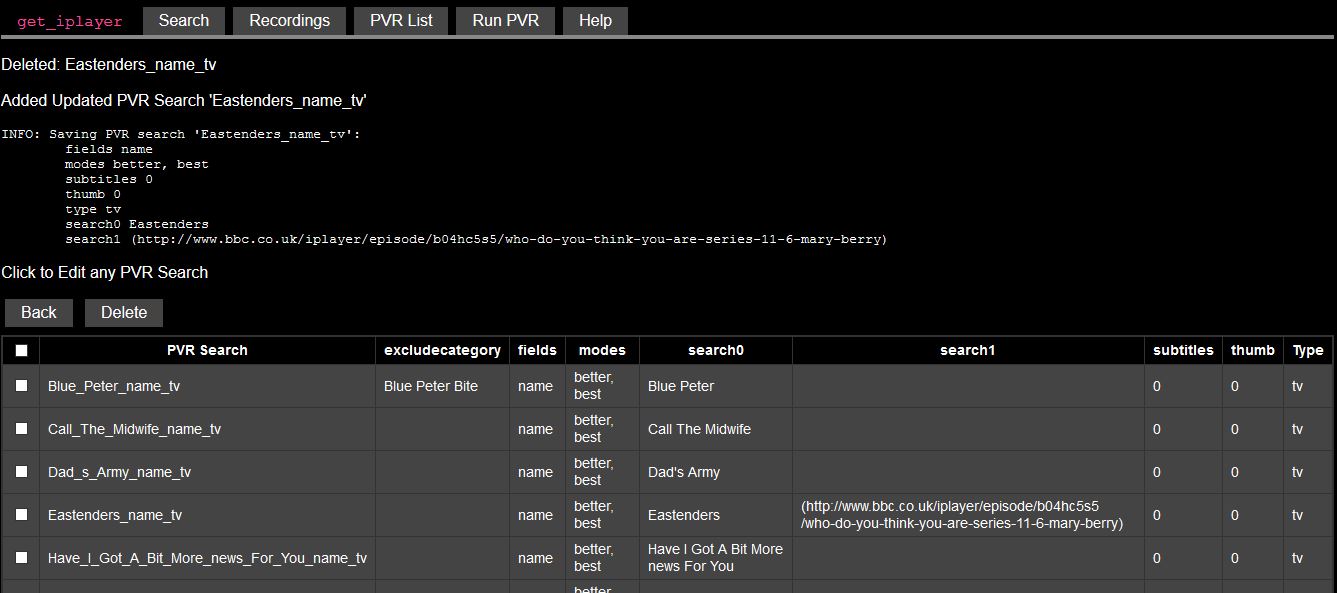 get_iplayer Search Recordings PVR List Run PVR Help
Deleted: Eastenders_name_tv
Added Updated PVR Search 'Eastenders_name_tv'
INFO: Saving PVR search 'Eastenders_name_tv':
fields name
modes better, best
subtitles 0
thumb 0
type tv
search0 Eastenders
search1 (http://www.bbc.co.uk/iplayer/episode/b04hc5s5/who-do-you-think-you-are-series-11-6-mary-berry)
Click to Edit any PVR Search
Back Delete
PVR Search excludecategory fields modes search0 search1 subtitles thumb Type
Blue_Peter_name_tv Blue Peter Bite name better, best Blue Peter 0 0 tv
Call_The_Midwife_name_tv name better, best Call The Midwife 0 0 tv
Dad_s_Army_name_tv name better, best Dad's Army 0 0 tv
Eastenders_name_tv name better, best Eastenders (http://www.bbc.co.uk/iplayer/episode/b04hc5s5 /who-do-you-think-you-are-series-11-6-mary-berry) 0 0 tv
Have_I_Got_A_Bit_More_news_For_You_name_tv name better, best Have I Got A Bit More news For You 0 0 tv
better,